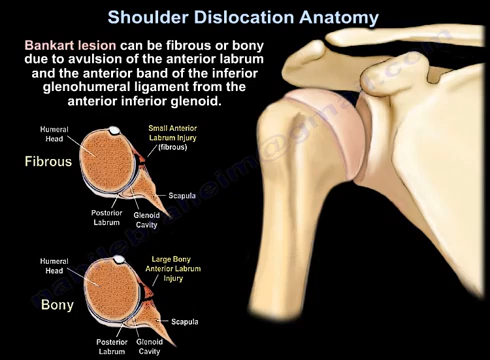 Shoulder Dislocation Anatomy
Bankart lesion can be fibrous or bony
due to avulsion of the anterior labrum
and the anterior band of the inferior
glenohumeral ligament from the
anterior inferior glenoid.
Humeral
Head
Small Anterior
Labrum Injury
(fibrous)
Fibrous
Scapula
Posterior
Labrum
Glenoid
Cavity
Humeral
Head
Large Bony
Anterior Labrum
Injury
Bony
Scapula
Posterior
Labrum
Glenoid
Cavity